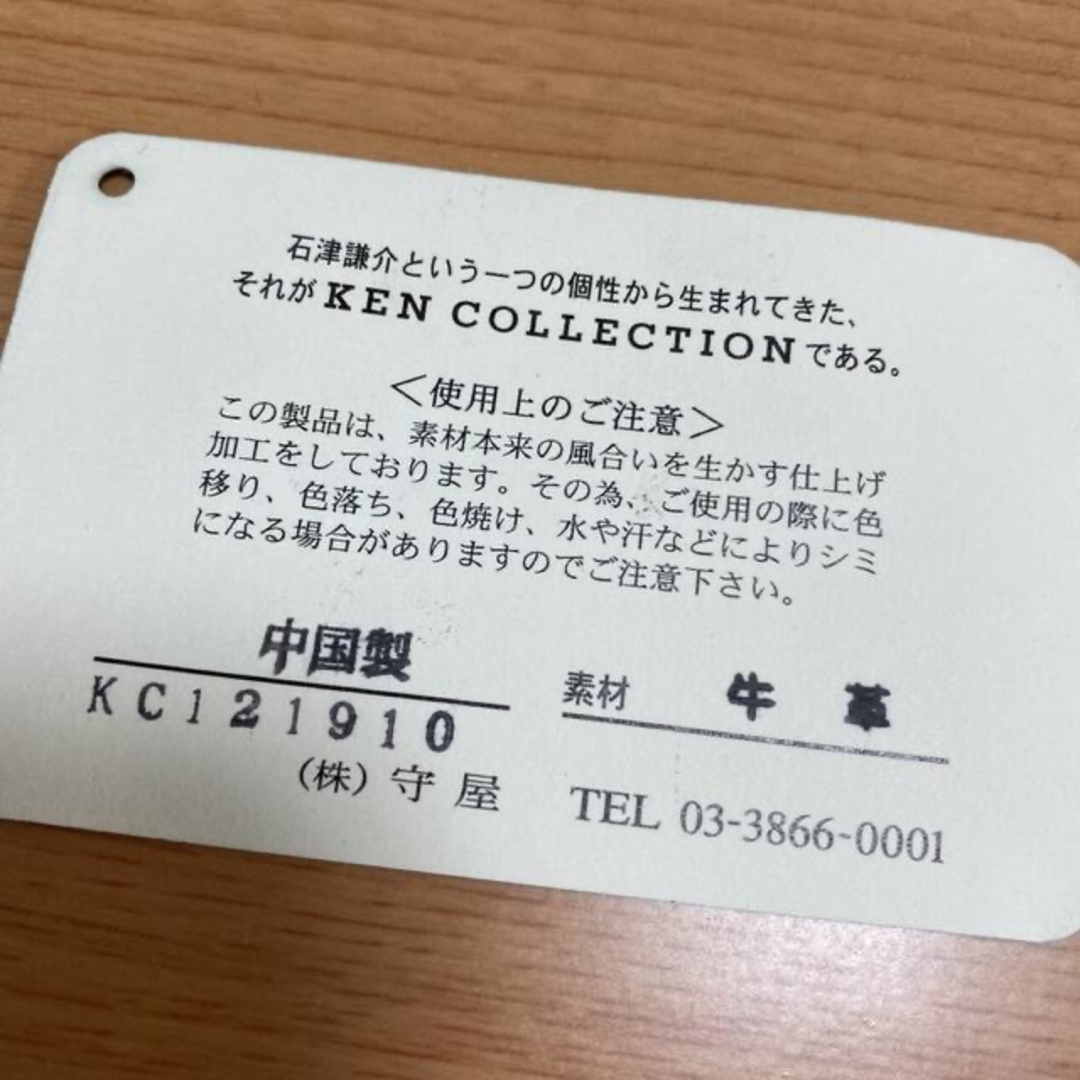 石津謙介という一つの個性から生まれてきた、
それが KEN COLLECTION である。
＜使用上のご注意＞
この製品は、素材本来の風合いを生かす仕上げ
加工をしております。その為、ご使用の際に色
移り、色落ち、色焼け、水や汗などによりシミ
になる場合がありますのでご注意下さい。
中国製
KC121910
素材 牛革
(株)守屋
TEL 03-3866-0001